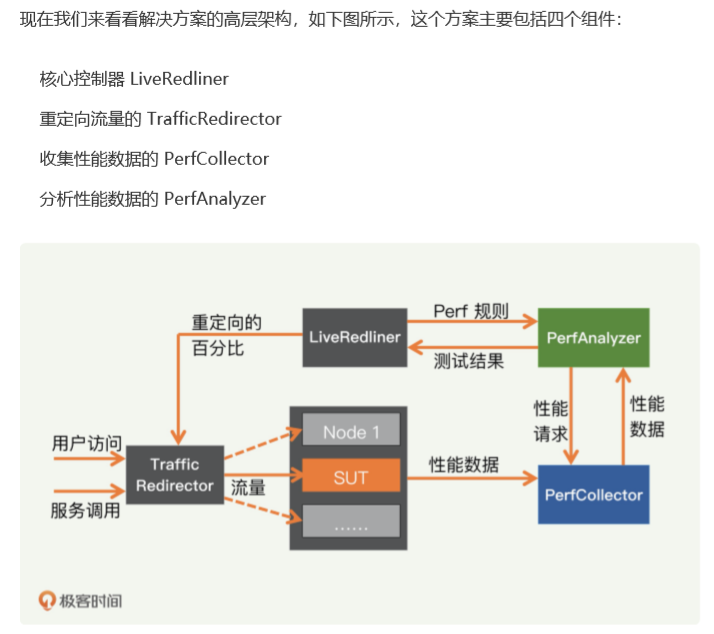 现在我们来看看解决方案的高层架构，如下图所示，这个方案主要包括四个组件：
核心控制器 LiveRedliner
重定向流量的 TrafficRedirector
收集性能数据的 PerfCollector
分析性能数据的 PerfAnalyzer
重定向的
百分比
LiveRedliner
Perf 规则
测试结果
PerfAnalyzer
用户访问
服务调用
Traffic
Redirector
流量
Node 1
SUT
......
性能数据
性能
请求
性能
数据
PerfCollector
极客时间